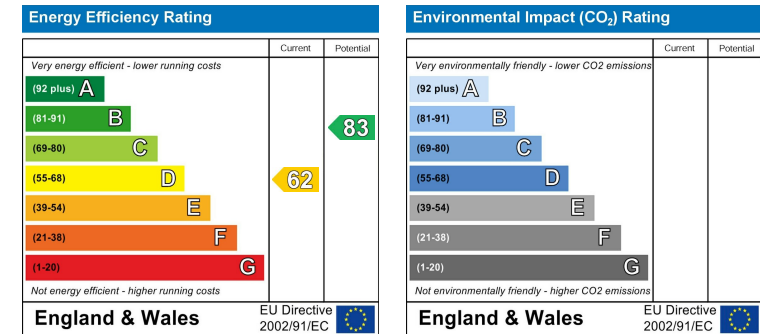 Energy Efficiency Rating
Current Potential
Very energy efficient - lower running costs
(92 plus) A
(81-91) B
(69-80) C
(55-68) D
(39-54) E
(21-38) F
(1-20) G
83
62
Not energy efficient - higher running costs
England & Wales
EU Directive
2002/91/EC
Environmental Impact (CO₂) Rating
Current Potential
Very environmentally friendly - lower CO2 emissions
(92 plus) A
(81-91) B
(69-80) C
(55-68) D
(39-54) E
(21-38) F
(1-20) G
Not environmentally friendly - higher CO2 emissions
England & Wales
EU Directive
2002/91/EC